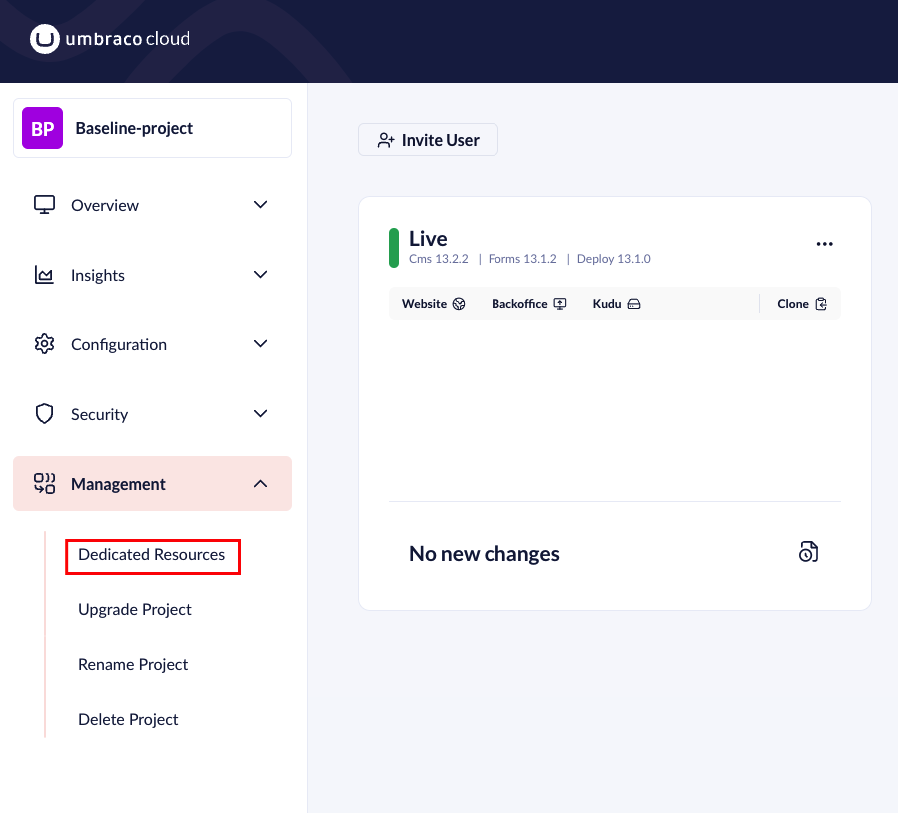 umbraco cloud
BP Baseline-project
Overview
Insights
Configuration
Security
Management
Dedicated Resources
Upgrade Project
Rename Project
Delete Project
Invite User
Live
Cms 13.2.2 | Forms 13.1.2 | Deploy 13.1.0
Website Backoffice Kudu Clone
No new changes